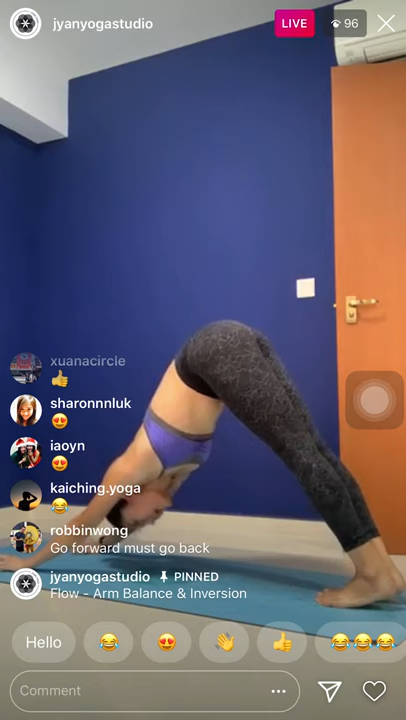 jyanyogastudio
LIVE
96
xuanacircle
👍
sharonnnluk
😍
iaoyn
😍
kaiching.yoga
😂
robbinwong
Go forward must go back
jyanyogastudio PINNED
Flow - Arm Balance & Inversion
Hello 😂 😍 👋 👍 😂😂😂
Comment